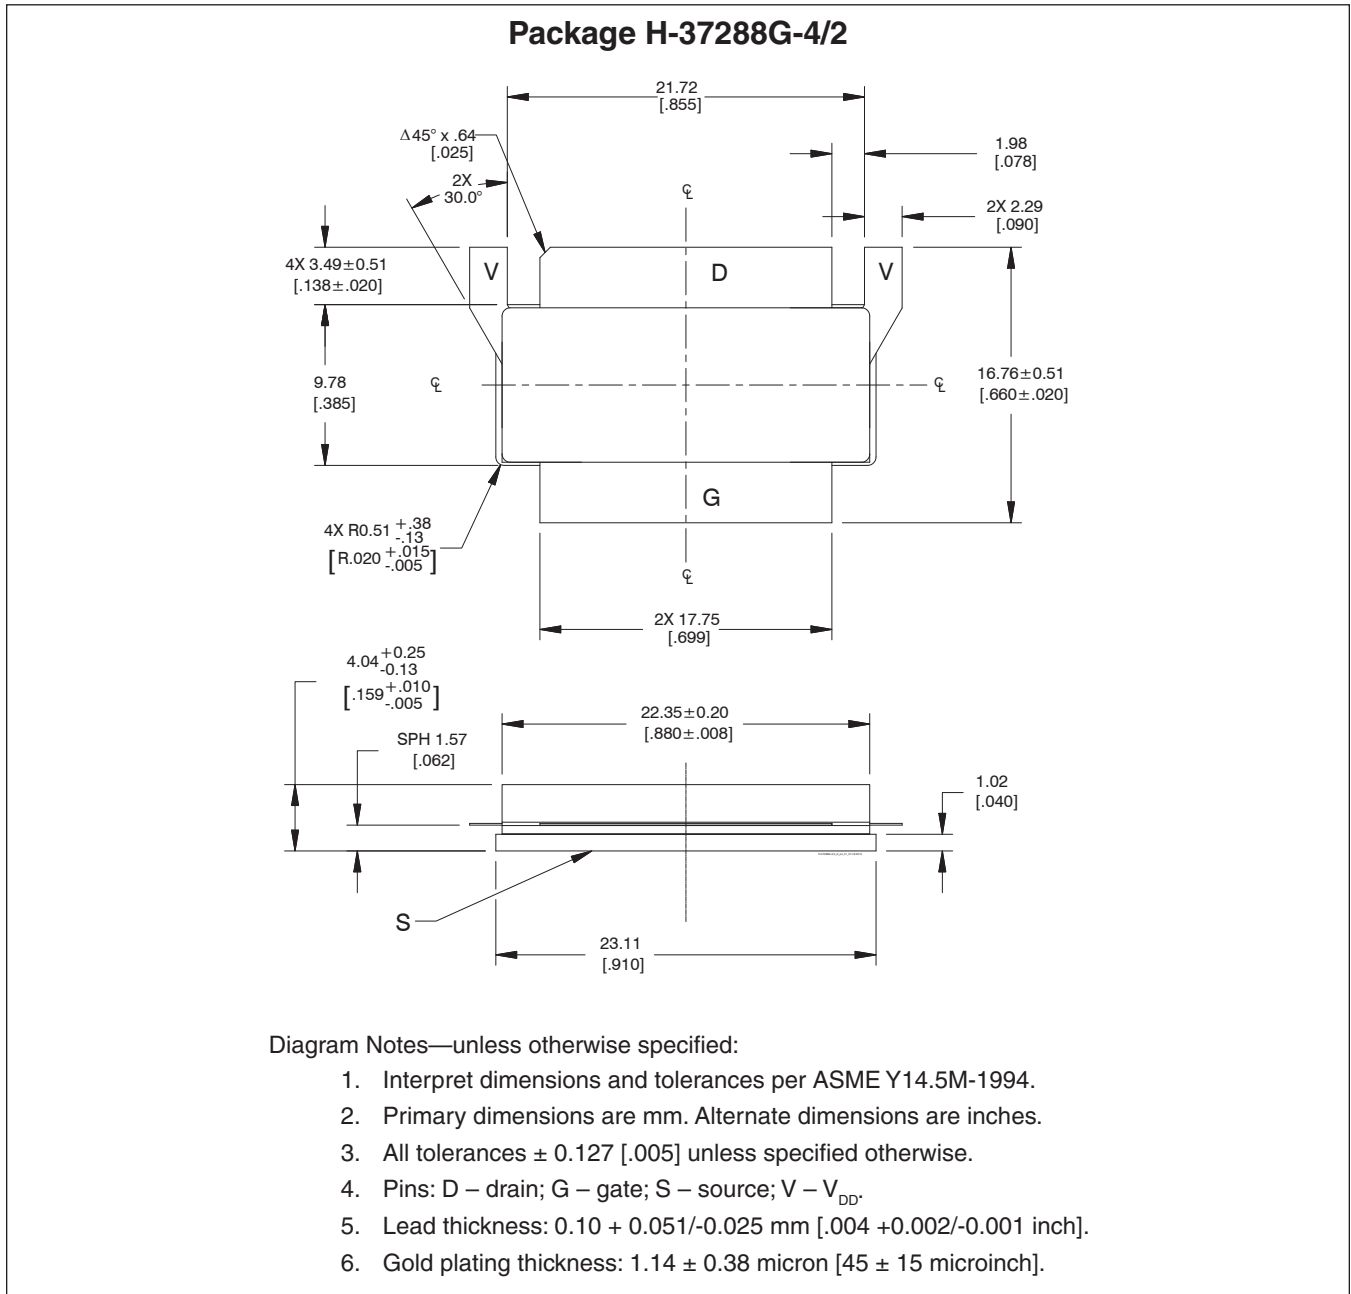 Package H-37288G-4/2
21.72
[.855]
Δ45° x .64
[.025]
1.98
[.078]
2X
30.0°
℄
2X 2.29
[.090]
4X 3.49±0.51
[.138±.020]
V
D
V
9.78
[.385]
℄
℄
16.76±0.51
[.660±.020]
G
4X R0.51 +.38
-.13
[R.020 +.015
-.005]
℄
2X 17.75
[.699]
4.04 +0.25
-0.13
[.159 +.010
-.005]
22.35±0.20
[.880±.008]
SPH 1.57
[.062]
1.02
[.040]
S
23.11
[.910]
Diagram Notes—unless otherwise specified:
1. Interpret dimensions and tolerances per ASME Y14.5M-1994.
2. Primary dimensions are mm. Alternate dimensions are inches.
3. All tolerances ± 0.127 [.005] unless specified otherwise.
4. Pins: D – drain; G – gate; S – source; V – VDD.
5. Lead thickness: 0.10 + 0.051/-0.025 mm [.004 +0.002/-0.001 inch].
6. Gold plating thickness: 1.14 ± 0.38 micron [45 ± 15 microinch].